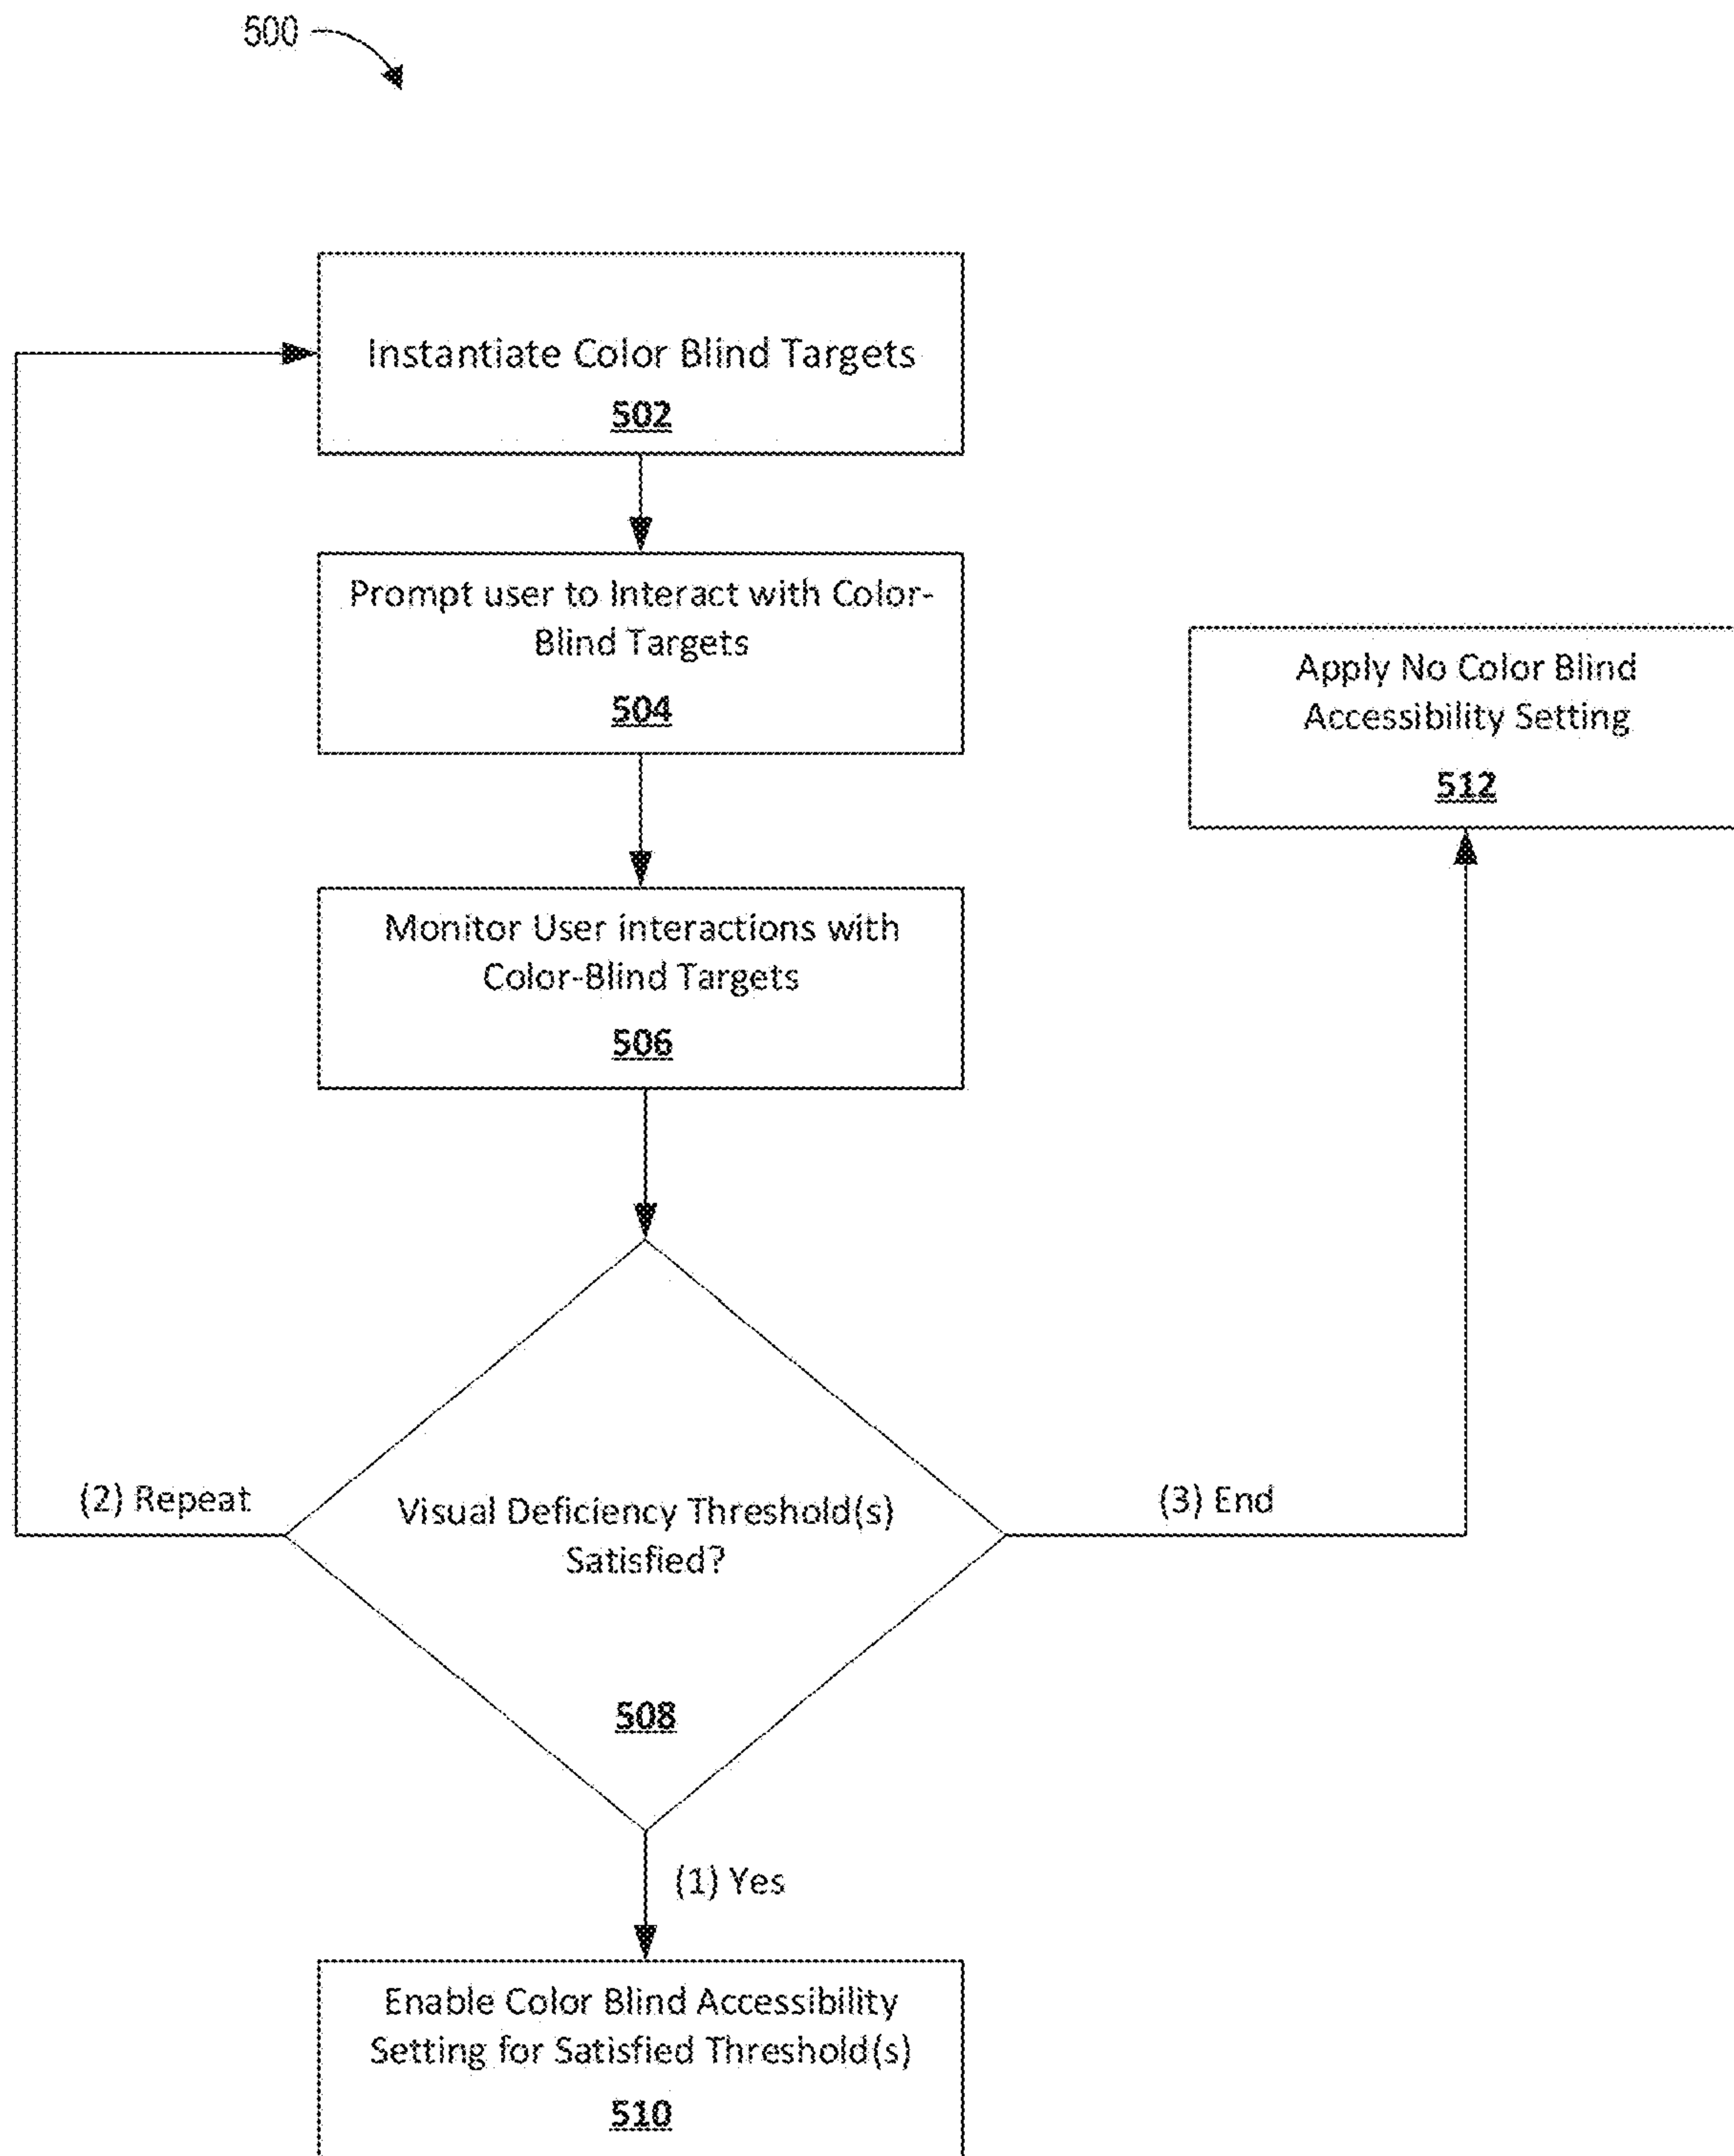 500
Instantiate Color Blind Targets
502
Prompt user to Interact with Color-
Blind Targets
504
Apply No Color Blind
Accessibility Setting
512
Monitor User interactions with
Color-Blind Targets
506
(2) Repeat
Visual Deficiency Threshold(s)
Satisfied?
508
(3) End
(1) Yes
Enable Color Blind Accessibility
Setting for Satisfied Threshold(s)
510